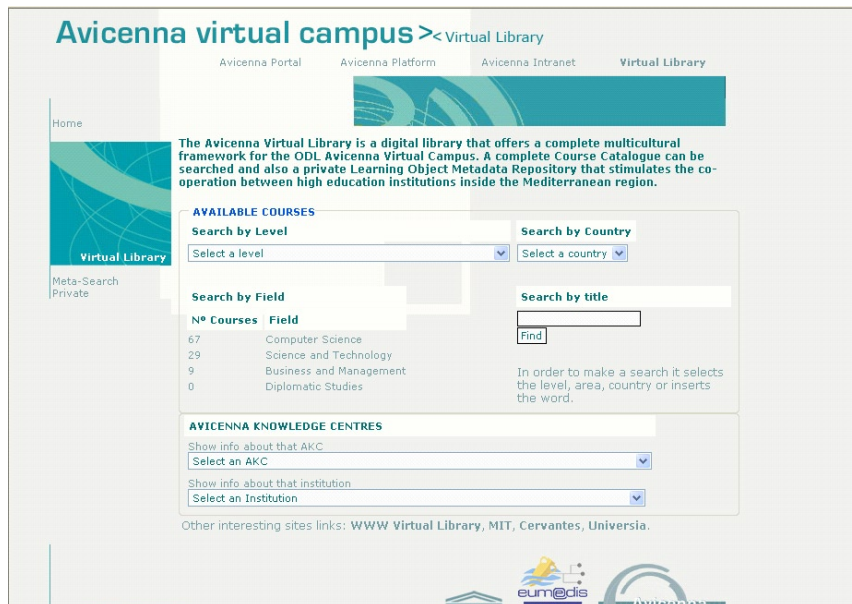 Avicenna virtual campus >< Virtual Library
Avicenna Portal Avicenna Platform Avicenna Intranet Virtual Library
Home
The Avicenna Virtual Library is a digital library that offers a complete multicultural
framework for the ODL Avicenna Virtual Campus. A complete Course Catalogue can be
searched and also a private Learning Object Metadata Repository that stimulates the co-
operation between high education institutions inside the Mediterranean region.
Virtual Library
Meta-Search
Private
AVAILABLE COURSES
Search by Level Search by Country
Select a level Select a country
Search by Field Search by title
Nº Courses Field
67 Computer Science
Find
29 Science and Technology
9 Business and Management
0 Diplomatic Studies
In order to make a search it selects
the level, area, country or inserts
the word.
AVICENNA KNOWLEDGE CENTRES
Show info about that AKC
Select an AKC
Show info about that institution
Select an Institution
Other interesting sites links: WWW Virtual Library, MIT, Cervantes, Universia.
eum@dis
Avicenna